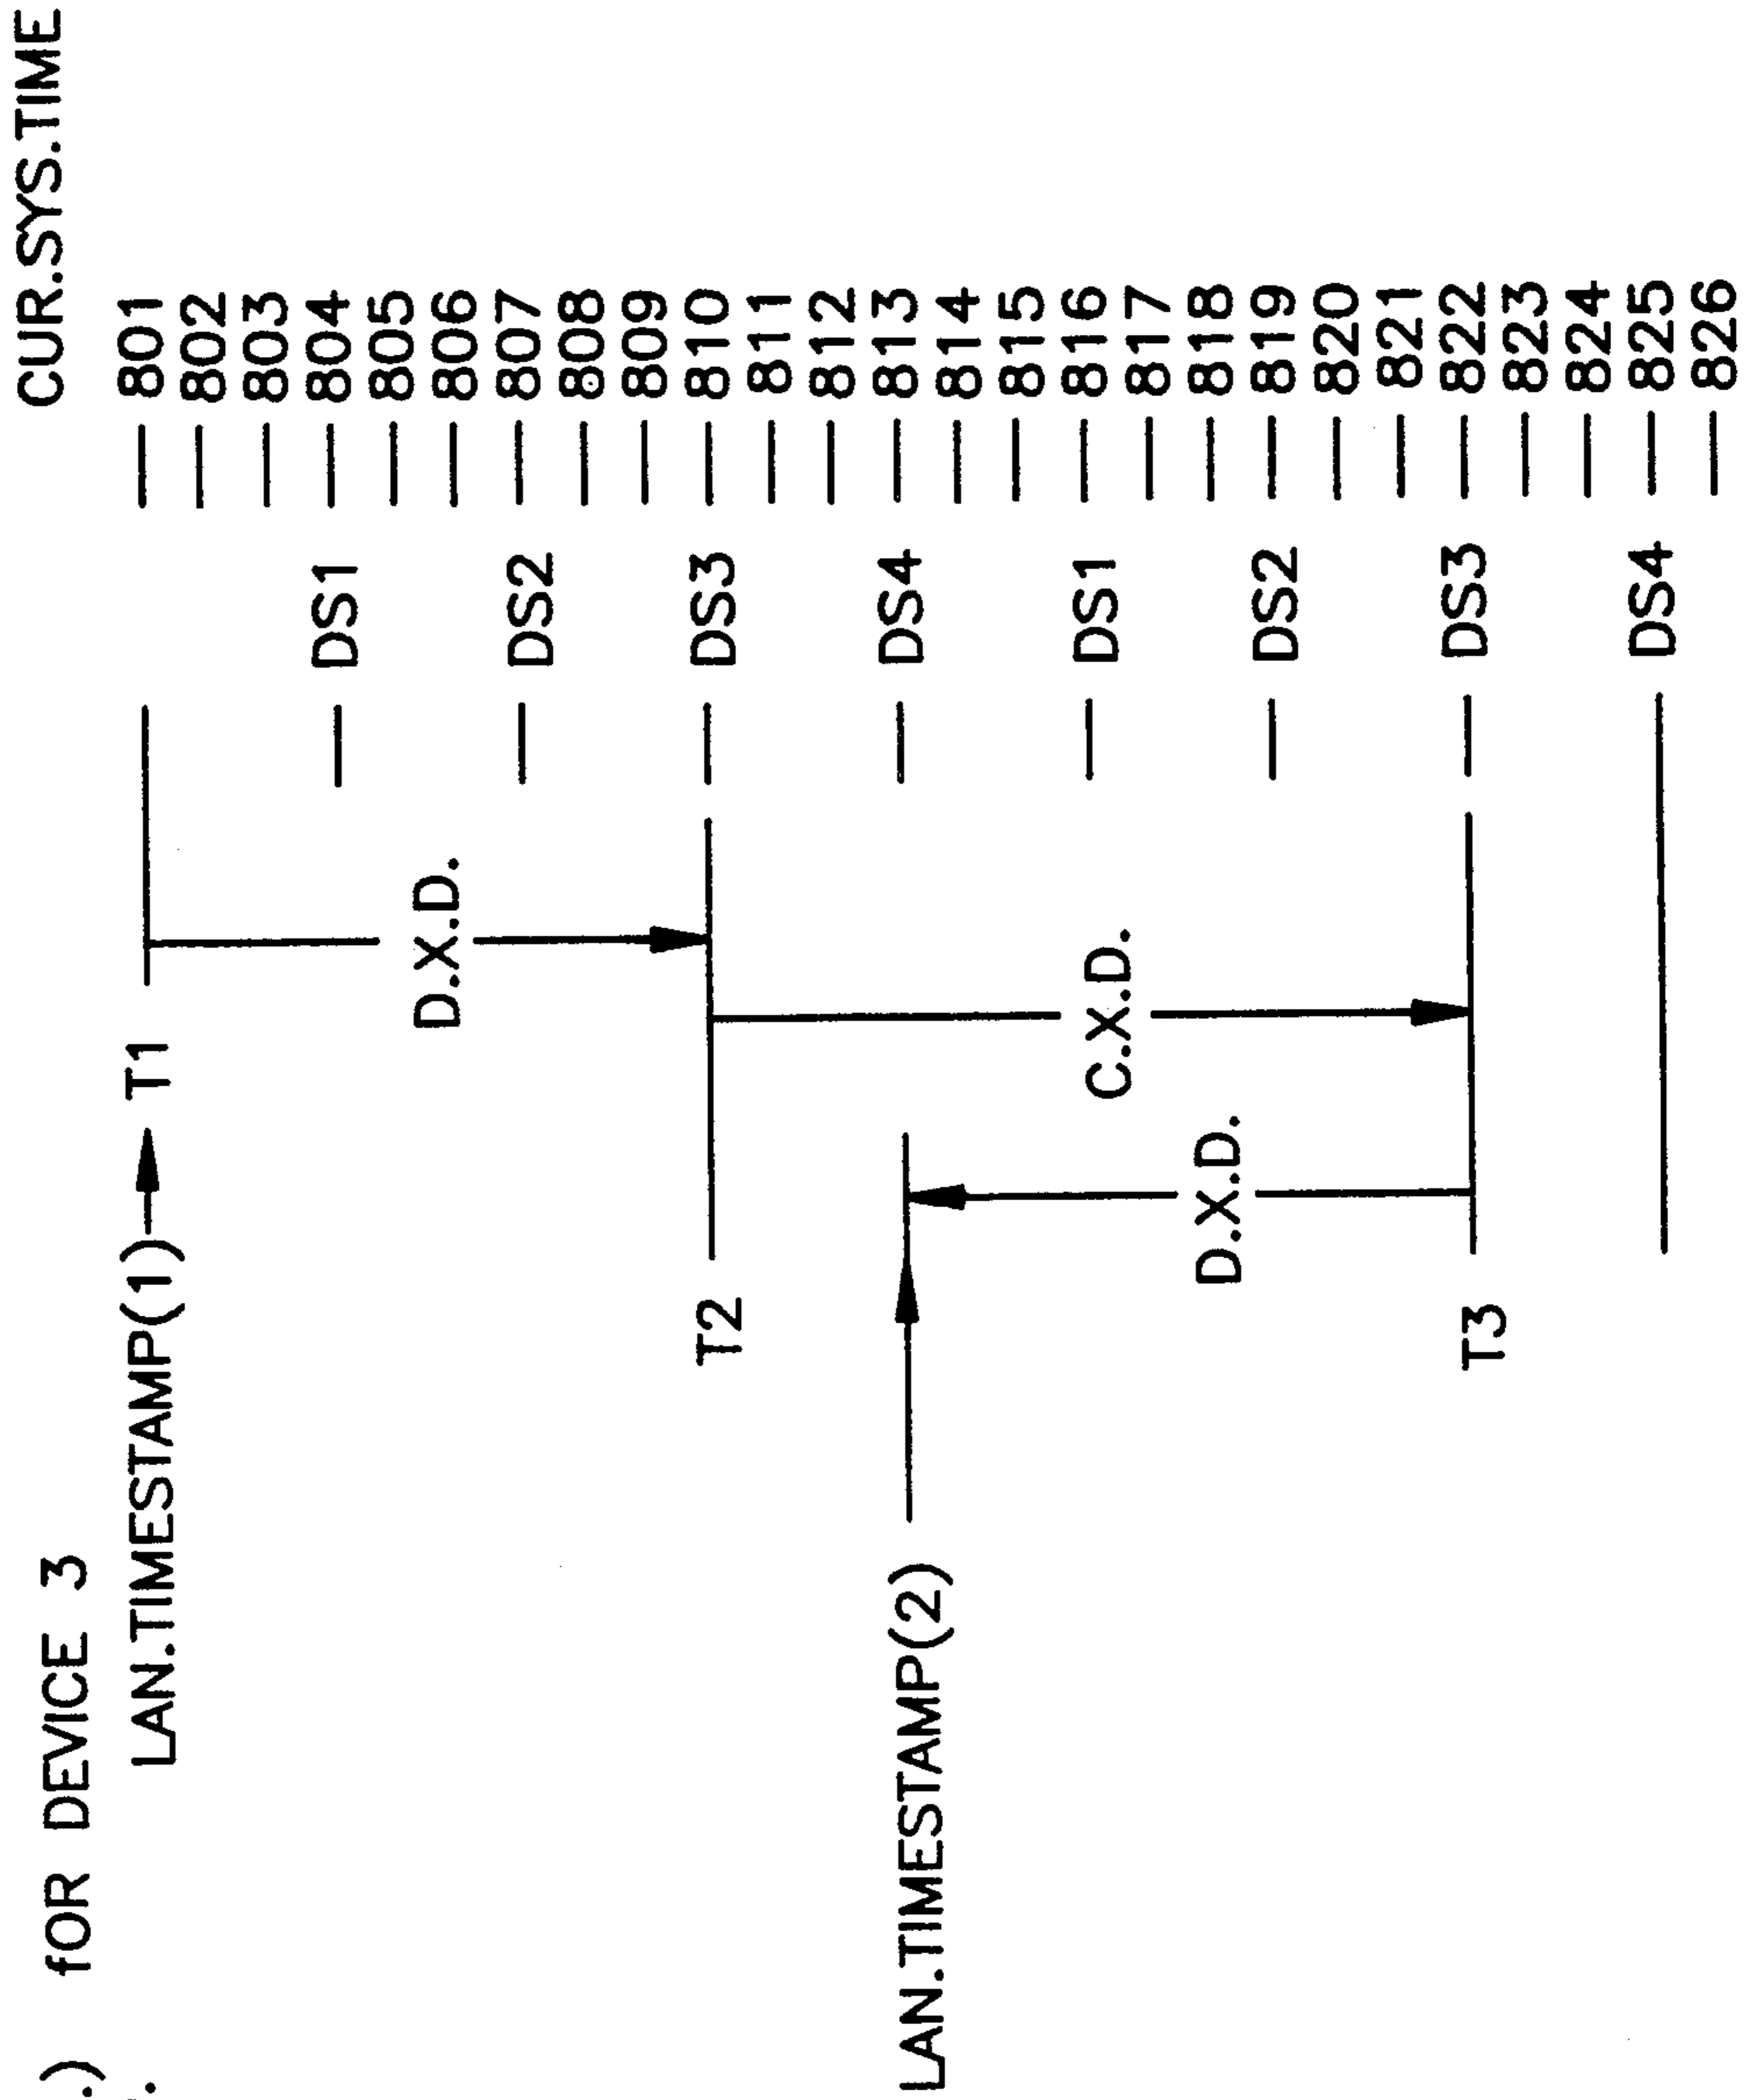 .) fOR DEVICE 3 CUR.SYS.TIME
LAN.TIMESTAMP(1) T1 801
802
803
DS1 804
805
D.X.D. 806
DS2 807
808
809
T2 DS3 810
811
812
LAN.TIMESTAMP(2) DS4 813
814
815
C.X.D. DS1 816
817
D.X.D. 818
DS2 819
820
821
T3 DS3 822
823
824
DS4 825
826